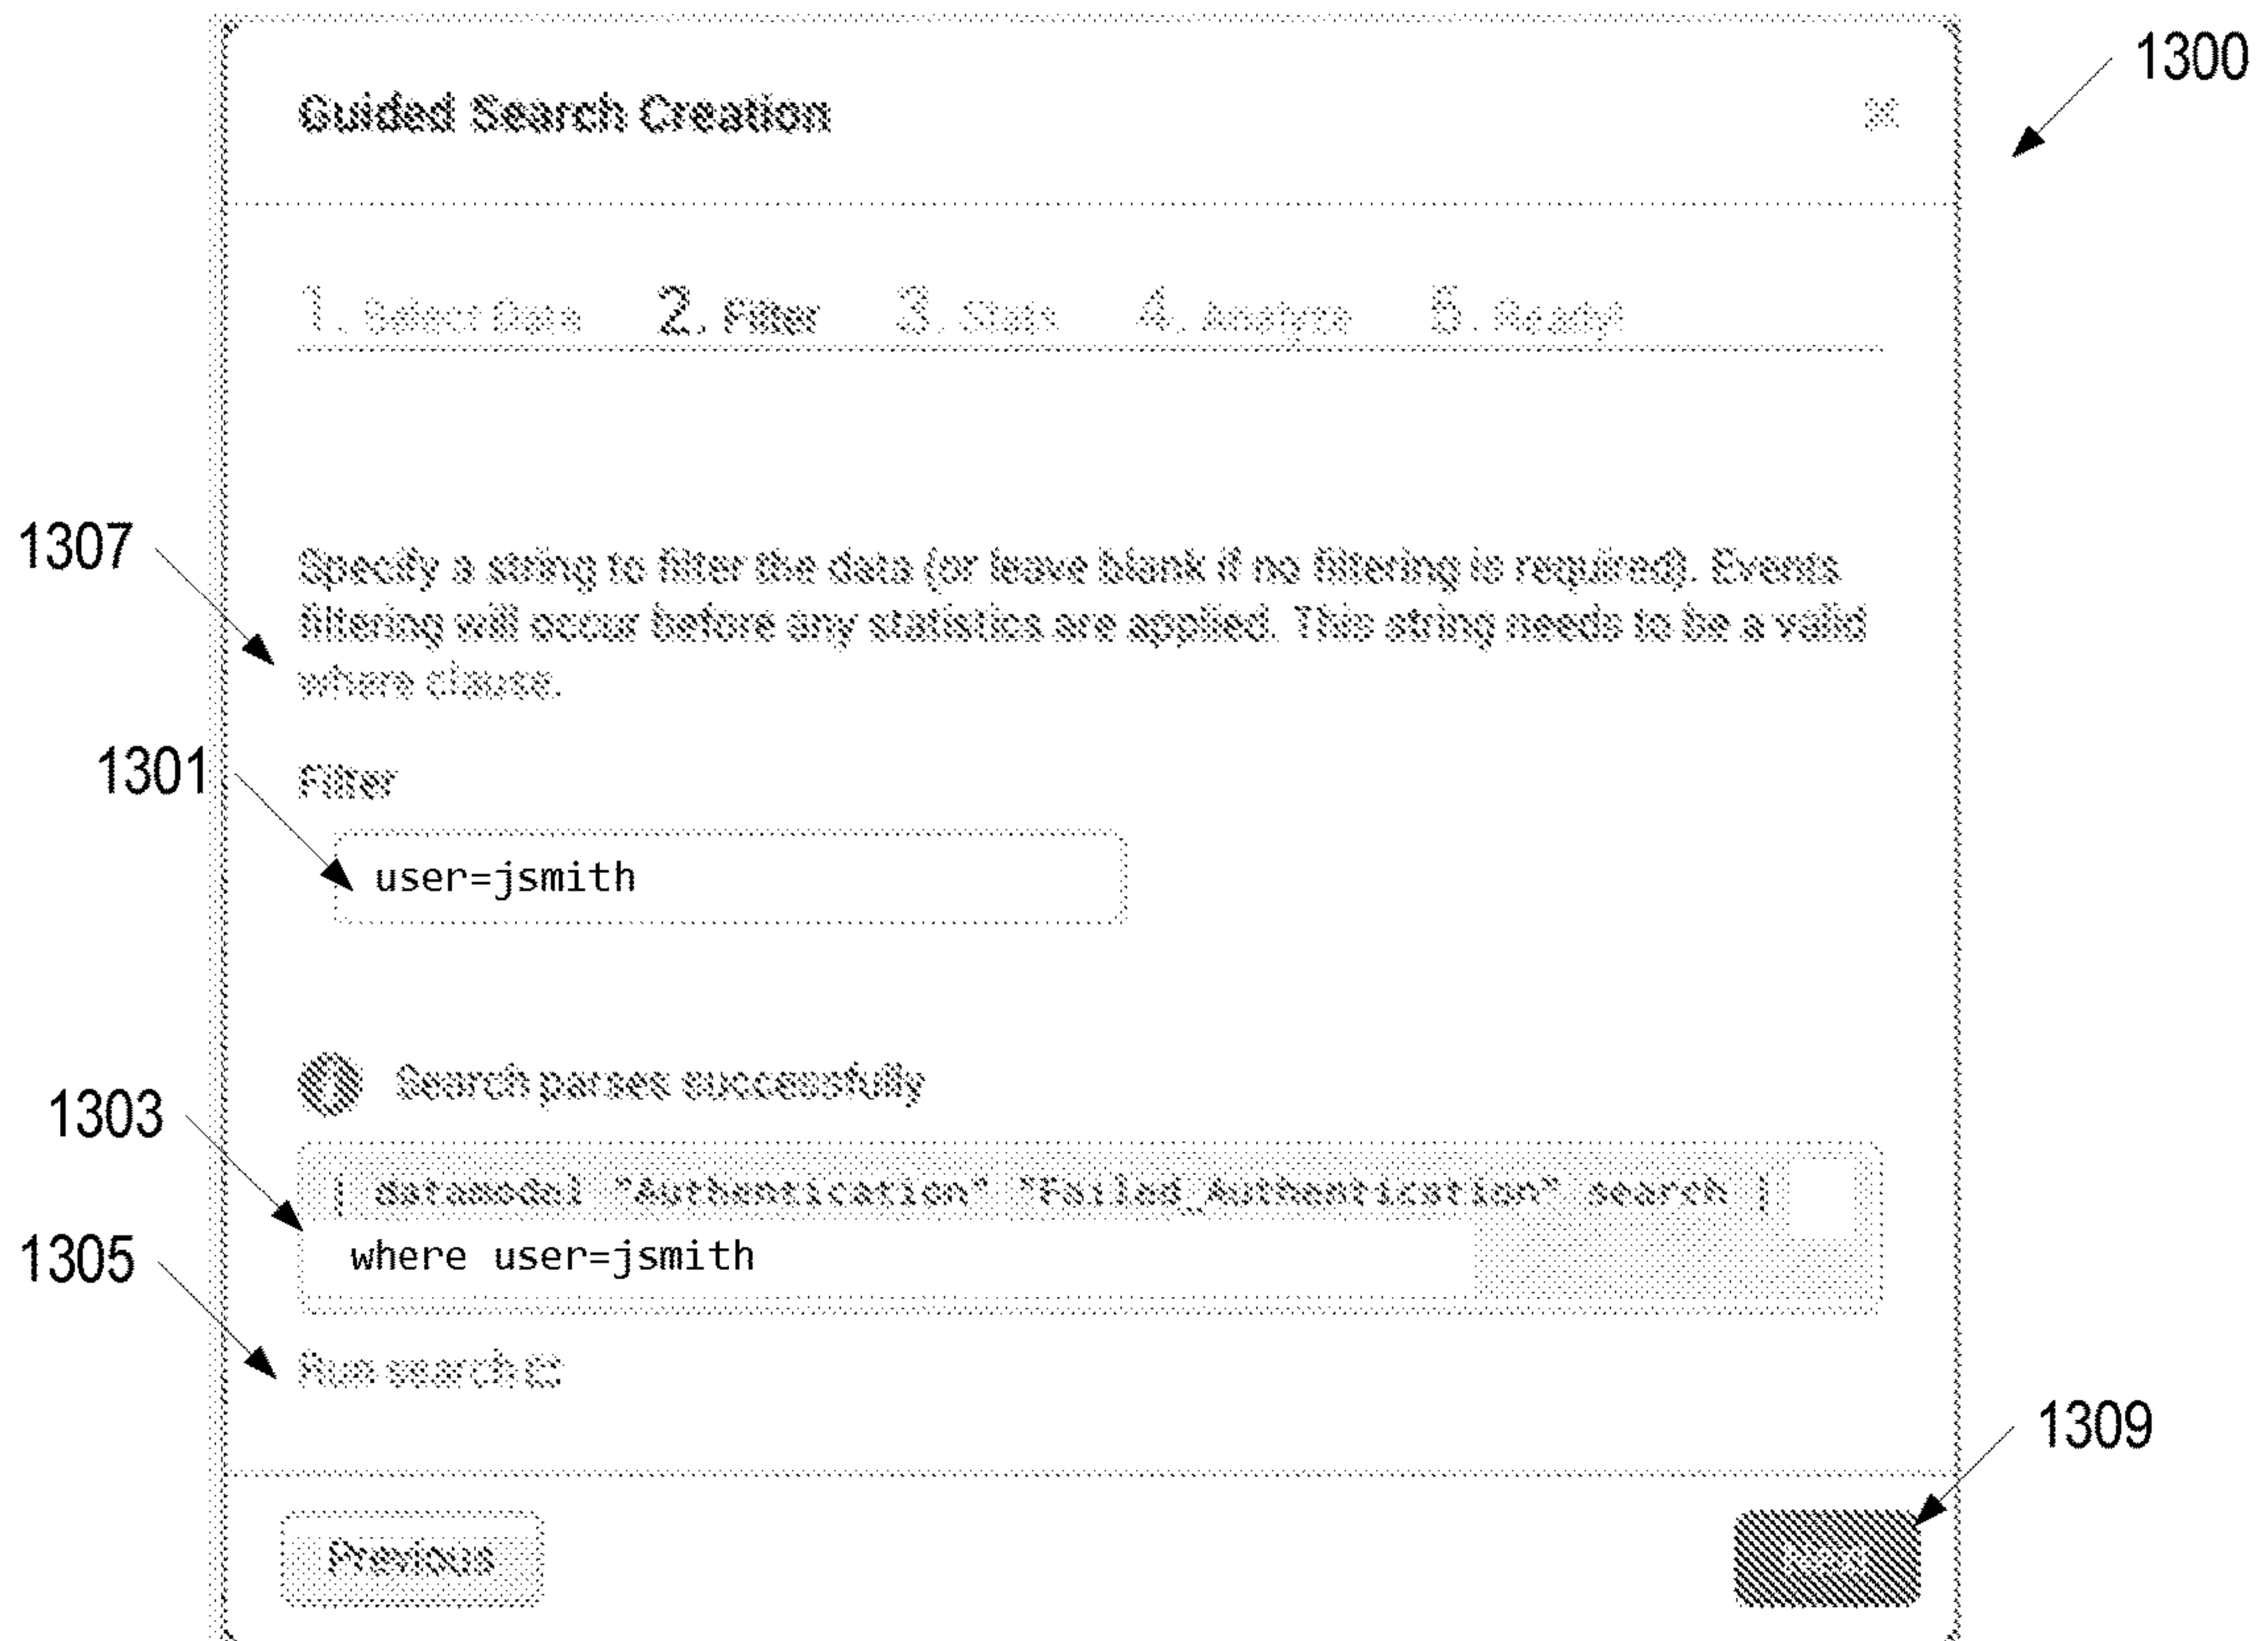 1300
Guided Search Creation
1. Select Data 2. Filter 3. Stats 4. Analyze 5. Ready!
1307
Specify a string to filter the data (or leave blank if no filtering is required). Events
filtering will occur before any statistics are applied. This string needs to be a valid
where clause.
1301
Filter
user=jsmith
Search parses successfully
1303
| datamodel "Authentication" "Failed_Authentication" search |
1305
where user=jsmith
Run search
1309
Previous